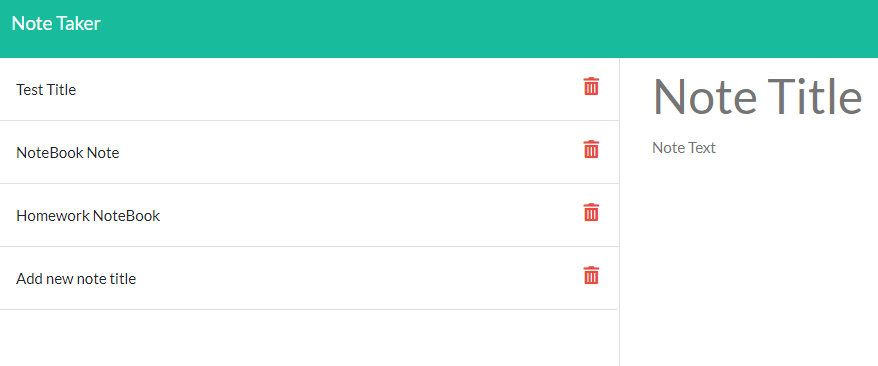 Note Taker
Test Title
NoteBook Note
Homework NoteBook
Add new note title
Note Title
Note Text